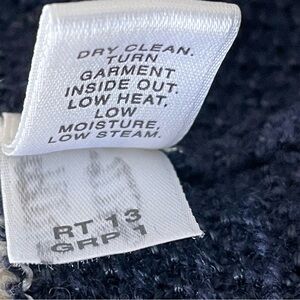 DRY CLEAN.
TURN
GARMENT
INSIDE OUT.
LOW HEAT,
LOW
MOISTURE,
LOW STEAM.
RT 13
GRP 1